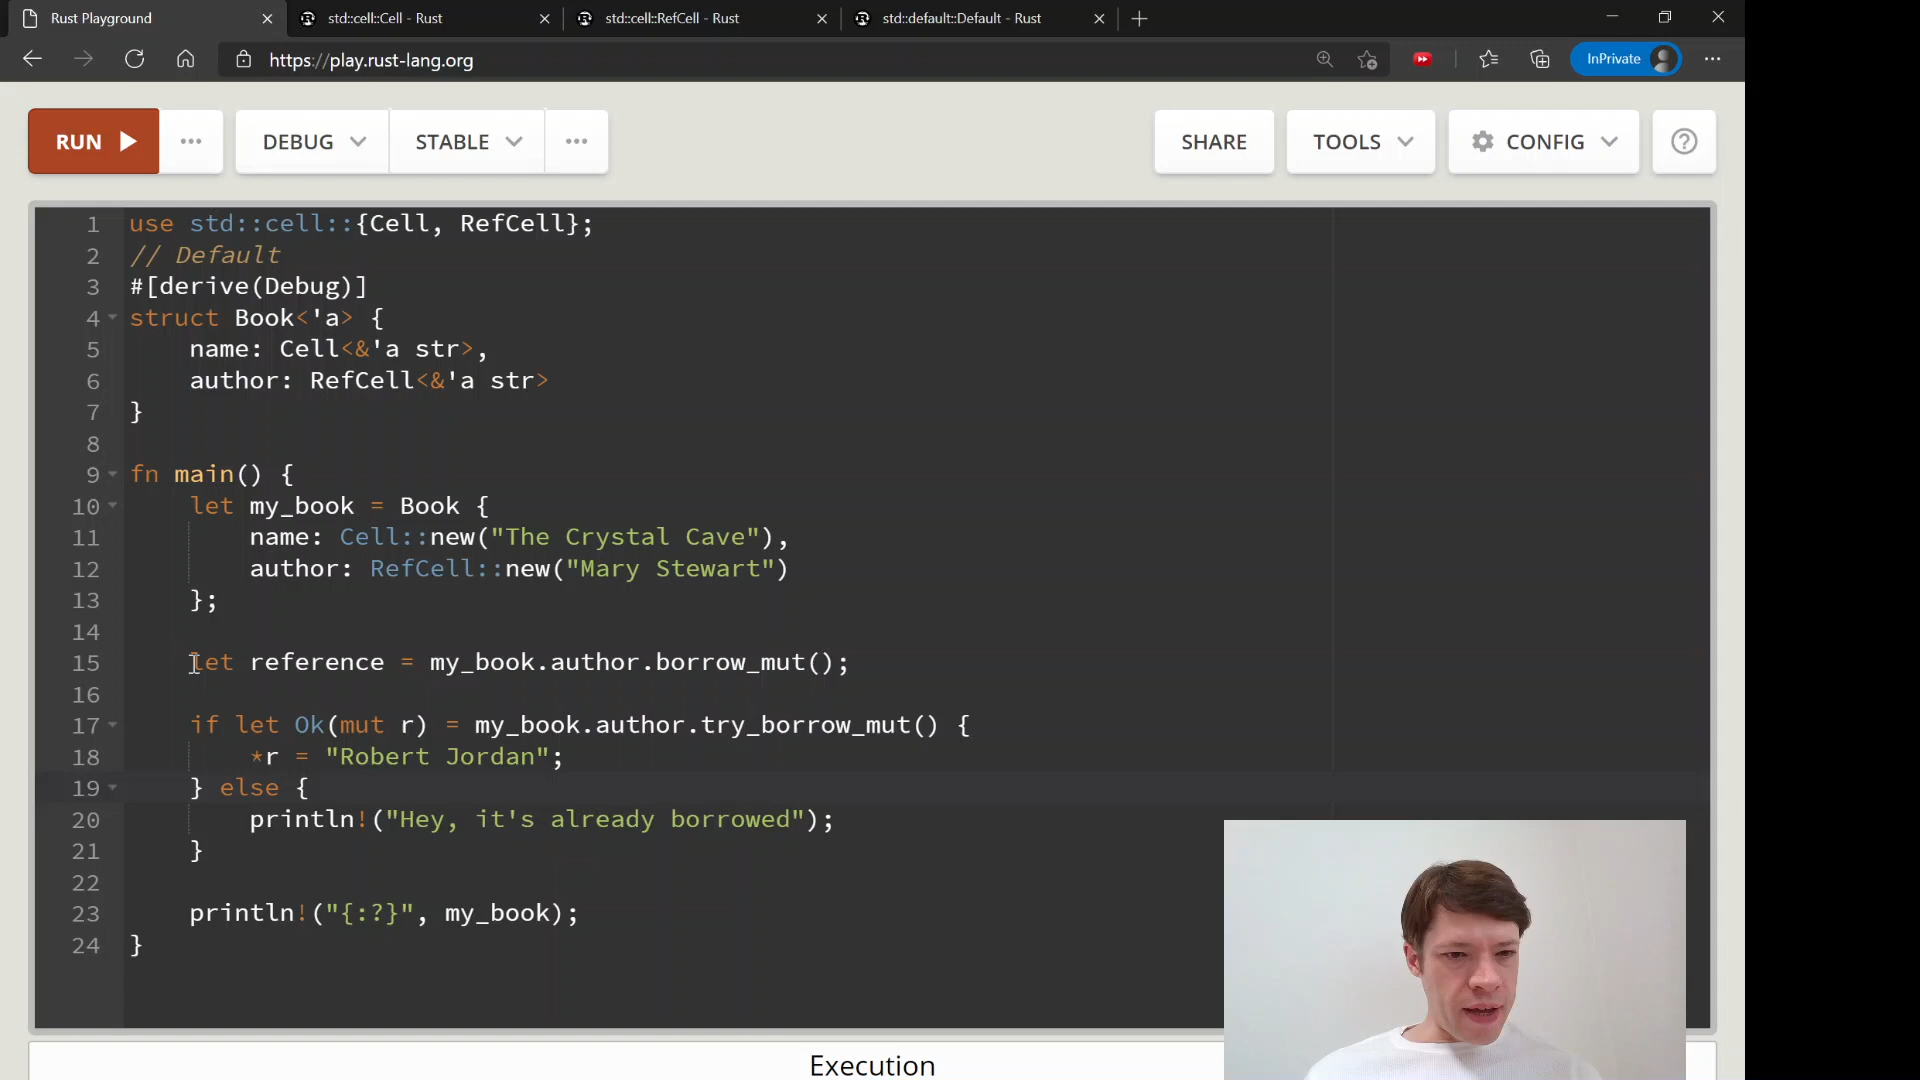 Rust Playground
std::cell::Cell - Rust
std::cell::RefCell - Rust
std::default::Default - Rust
https://play.rust-lang.org
InPrivate
RUN
DEBUG
STABLE
SHARE
TOOLS
CONFIG
1 use std::cell::{Cell, RefCell};
2 // Default
3 #[derive(Debug)]
4 struct Book<'a> {
5     name: Cell<&'a str>,
6     author: RefCell<&'a str>
7 }
8
9 fn main() {
10     let my_book = Book {
11         name: Cell::new("The Crystal Cave"),
12         author: RefCell::new("Mary Stewart")
13     };
14
15     let reference = my_book.author.borrow_mut();
16
17     if let Ok(mut r) = my_book.author.try_borrow_mut() {
18         *r = "Robert Jordan";
19     } else {
20         println!("Hey, it's already borrowed");
21     }
22
23     println!("{:?}", my_book);
24 }
Execution